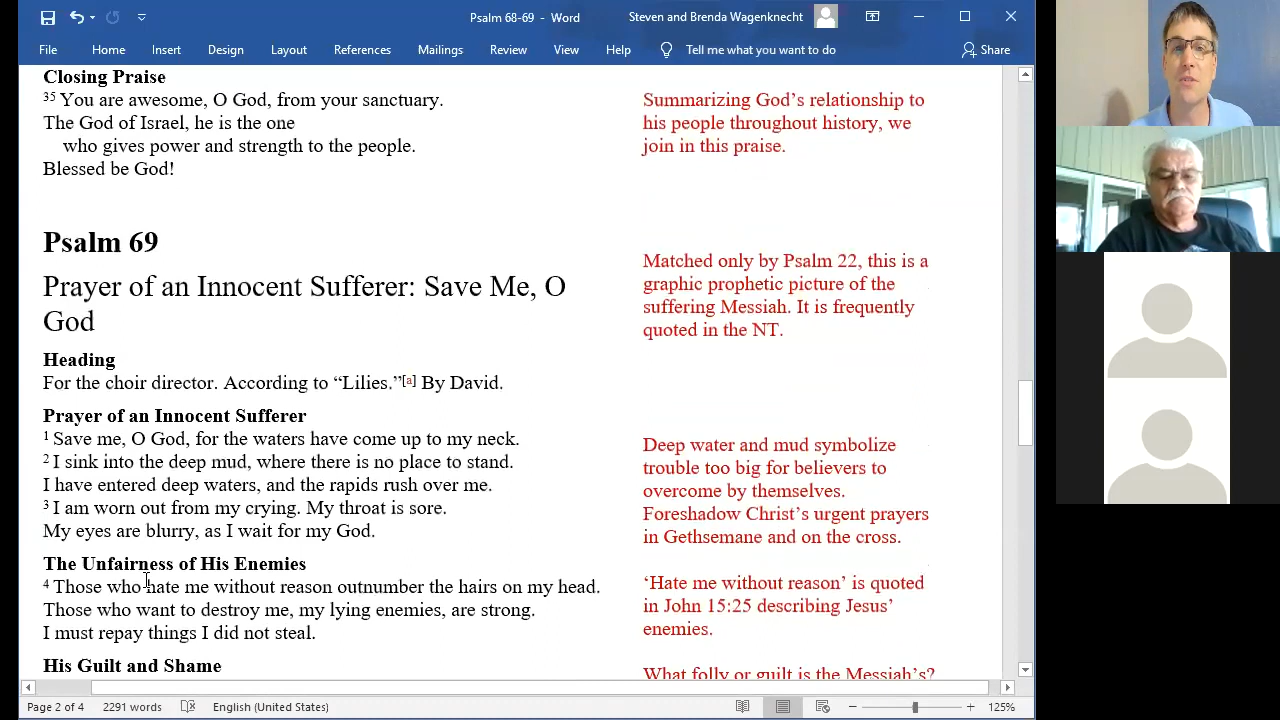 Psalm 68-69 - Word
Steven and Brenda Wagenknecht
File Home Insert Design Layout References Mailings Review View Help Tell me what you want to do Share
Closing Praise
35 You are awesome, O God, from your sanctuary.
The God of Israel, he is the one
who gives power and strength to the people.
Blessed be God!
Summarizing God's relationship to
his people throughout history, we
join in this praise.
Psalm 69
Prayer of an Innocent Sufferer: Save Me, O
God
Matched only by Psalm 22, this is a
graphic prophetic picture of the
suffering Messiah. It is frequently
quoted in the NT.
Heading
For the choir director. According to “Lilies.”[a] By David.
Prayer of an Innocent Sufferer
1 Save me, O God, for the waters have come up to my neck.
2 I sink into the deep mud, where there is no place to stand.
I have entered deep waters, and the rapids rush over me.
3 I am worn out from my crying. My throat is sore.
My eyes are blurry, as I wait for my God.
Deep water and mud symbolize
trouble too big for believers to
overcome by themselves.
Foreshadow Christ's urgent prayers
in Gethsemane and on the cross.
The Unfairness of His Enemies
4 Those who hate me without reason outnumber the hairs on my head.
Those who want to destroy me, my lying enemies, are strong.
I must repay things I did not steal.
‘Hate me without reason’ is quoted
in John 15:25 describing Jesus’
enemies.
His Guilt and Shame
What folly or guilt is the Messiah's?
Page 2 of 4 2291 words English (United States) 125%